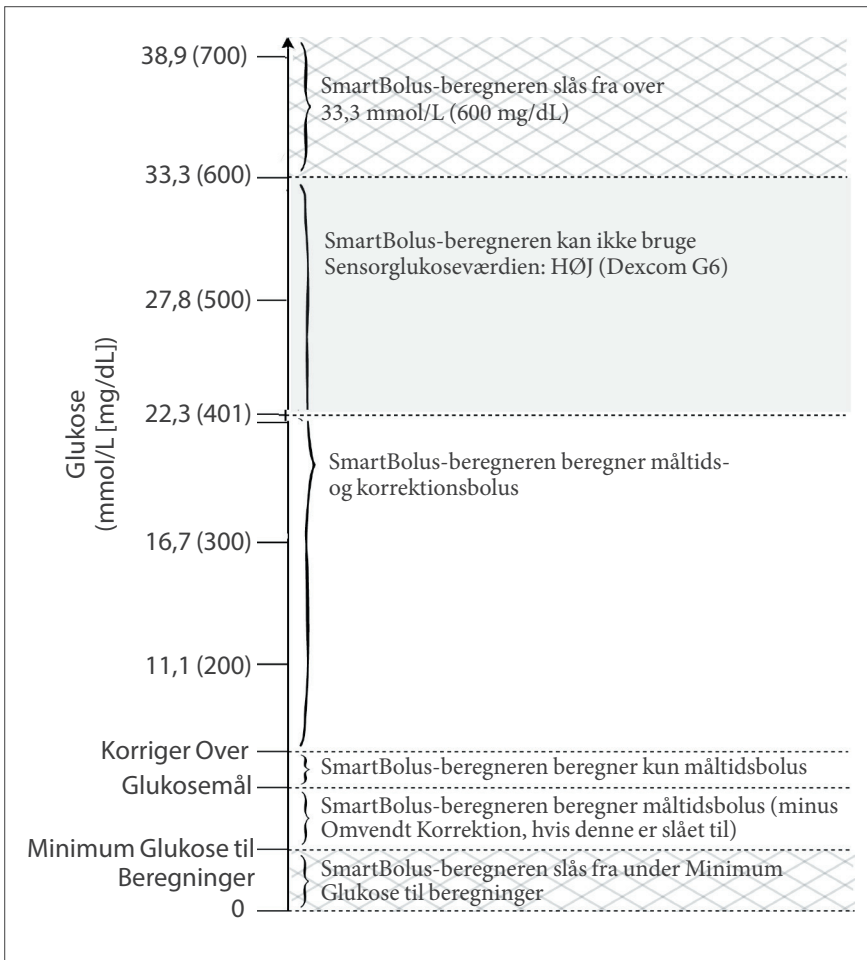 38,9 (700)
SmartBolus-beregneren slås fra over
33,3 mmol/L (600 mg/dL)
33,3 (600)
SmartBolus-beregneren kan ikke bruge
Sensorglukoseværdien: HØJ (Dexcom G6)
27,8 (500)
22,3 (401)
Glukose
(mmol/L [mg/dL])
SmartBolus-beregneren beregner måltids-
og korrektionsbolus
16,7 (300)
11,1 (200)
Korriger Over
SmartBolus-beregneren beregner kun måltidsbolus
Glukosemål
SmartBolus-beregneren beregner måltidsbolus (minus
Omvendt Korrektion, hvis denne er slået til)
Minimum Glukose til
Beregninger
SmartBolus-beregneren slås fra under Minimum
Glukose til beregninger
0